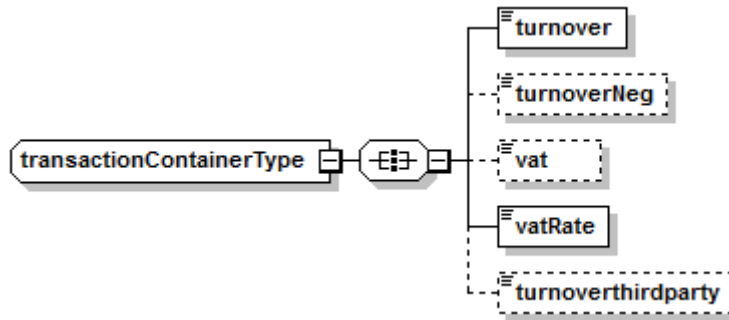 turnover
turnoverNeg
transactionContainerType
vat
vatRate
turnoverthirdparty